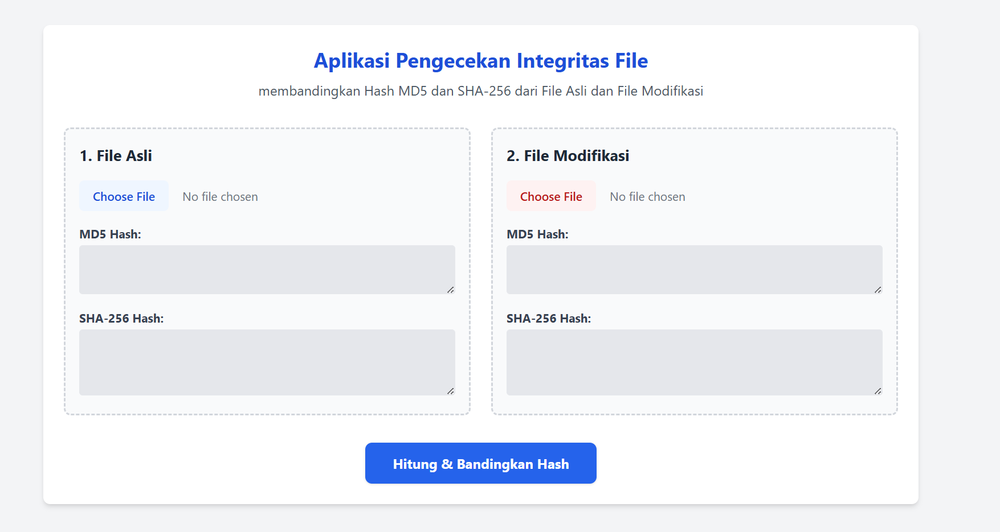 Aplikasi Pengecekan Integritas File
membandingkan Hash MD5 dan SHA-256 dari File Asli dan File Modifikasi
1. File Asli
Choose File No file chosen
MD5 Hash:
SHA-256 Hash:
2. File Modifikasi
Choose File No file chosen
MD5 Hash:
SHA-256 Hash:
Hitung & Bandingkan Hash